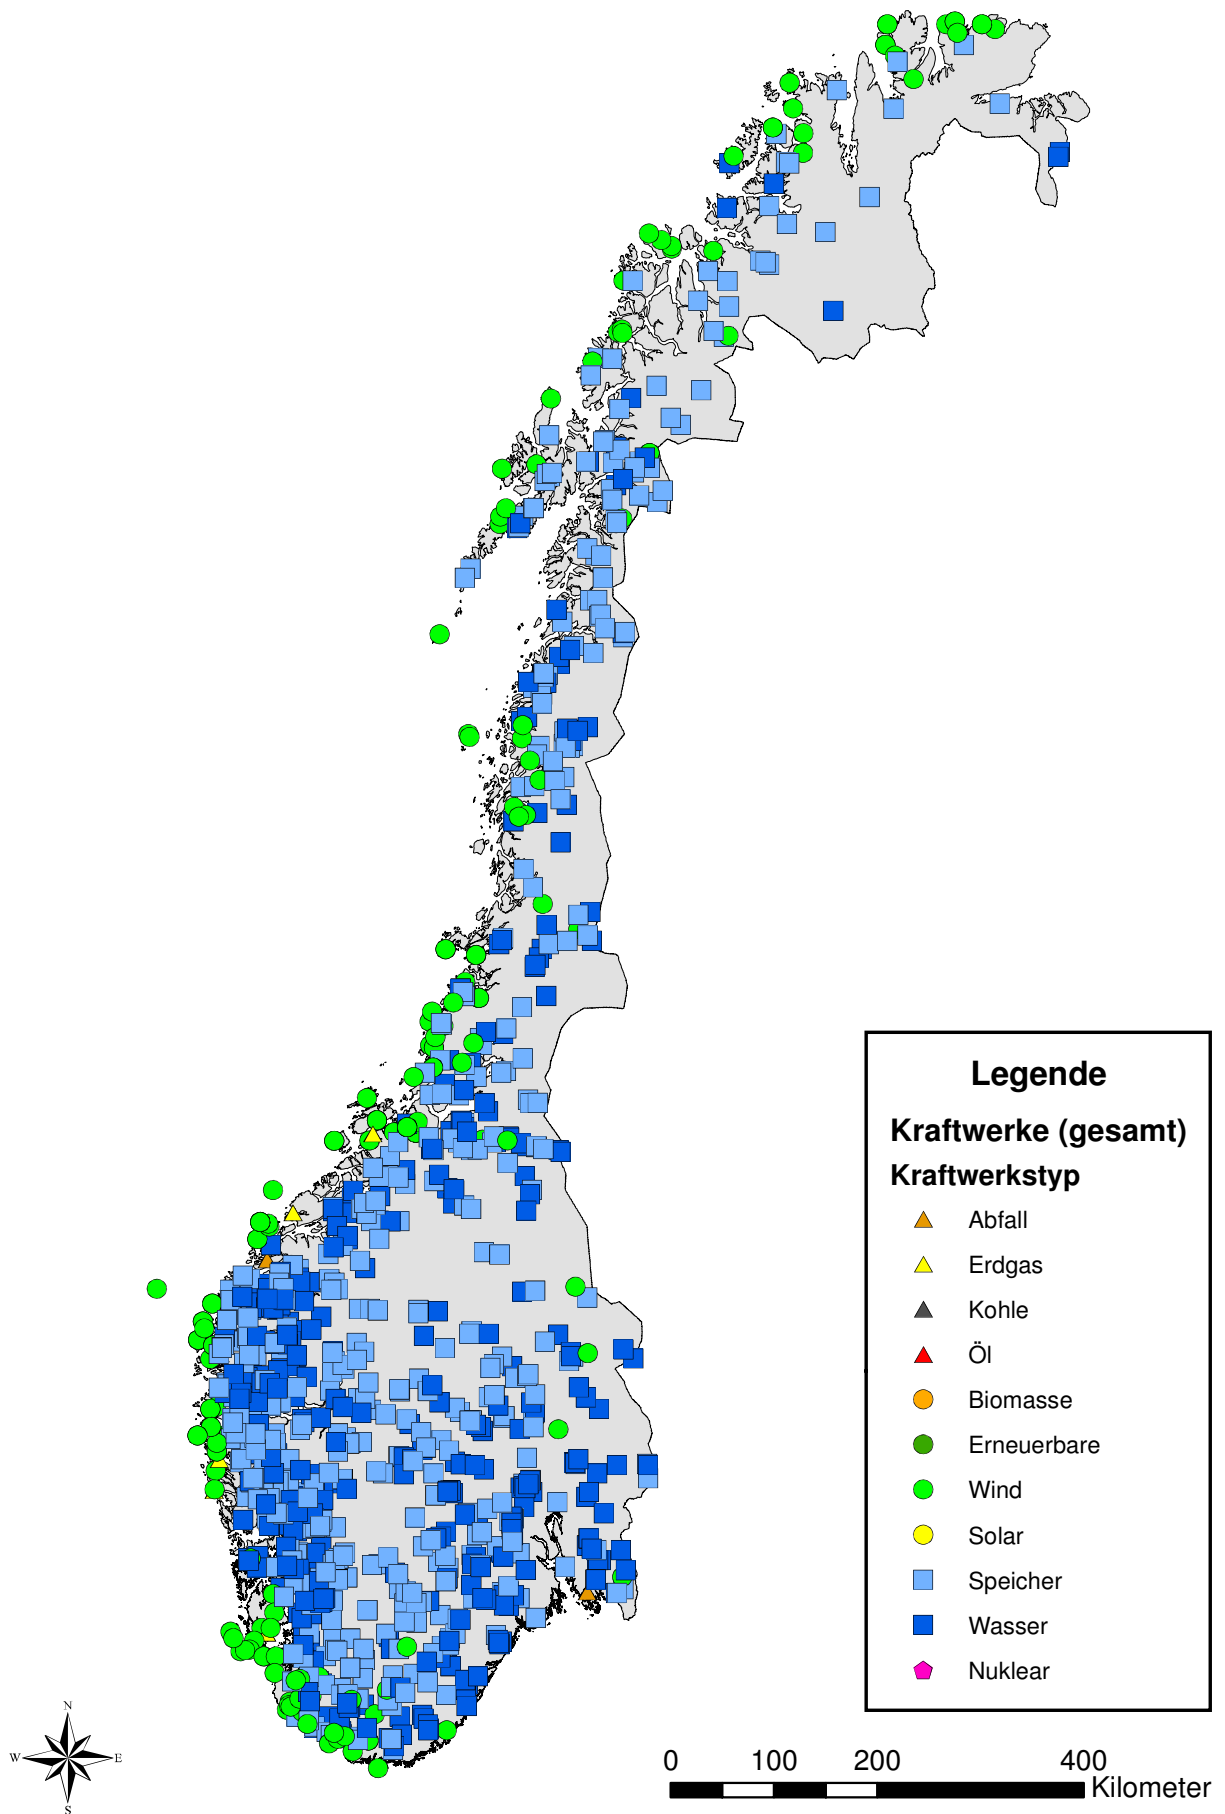 Legende
Kraftwerke (gesamt)
Kraftwerkstyp
Abfall
Erdgas
Kohle
Öl
Biomasse
Erneuerbare
Wind
Solar
Speicher
Wasser
Nuklear
N
W E
S
0 100 200 400
Kilometer